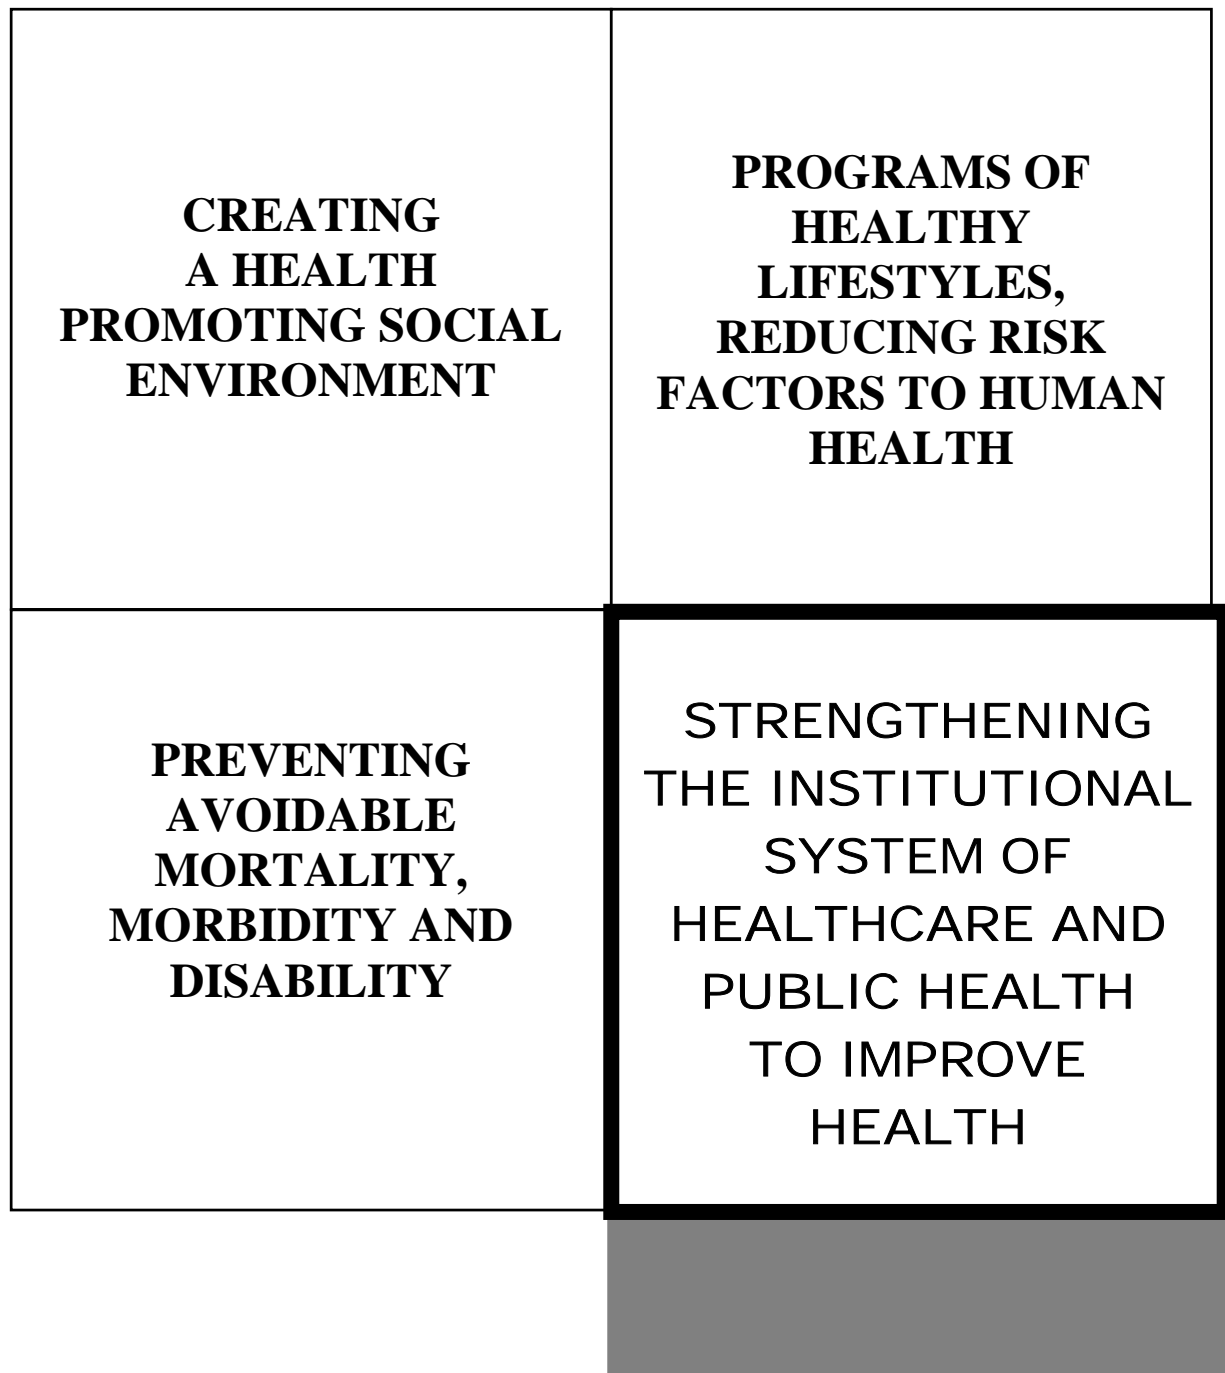 CREATING
A HEALTH
PROMOTING SOCIAL
ENVIRONMENT
PROGRAMS OF
HEALTHY
LIFESTYLES,
REDUCING RISK
FACTORS TO HUMAN
HEALTH
PREVENTING
AVOIDABLE
MORTALITY,
MORBIDITY AND
DISABILITY
STRENGTHENING
THE INSTITUTIONAL
SYSTEM OF
HEALTHCARE AND
PUBLIC HEALTH
TO IMPROVE
HEALTH